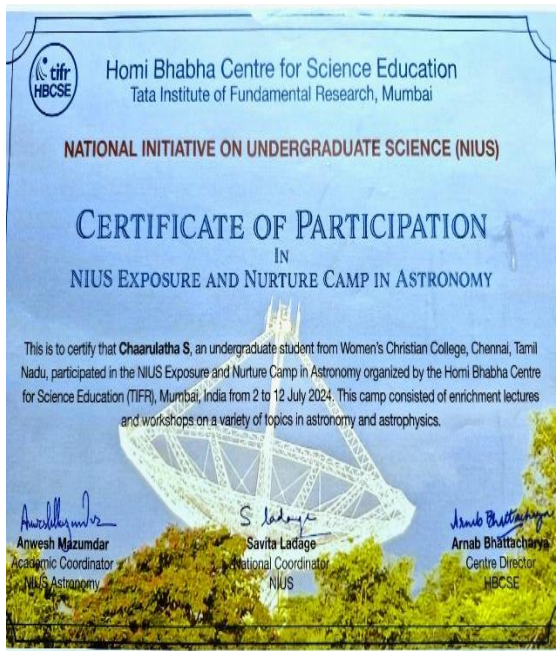 tifr
HBCSE
Homi Bhabha Centre for Science Education
Tata Institute of Fundamental Research, Mumbai
NATIONAL INITIATIVE ON UNDERGRADUATE SCIENCE (NIUS)
CERTIFICATE OF PARTICIPATION
IN
NIUS EXPOSURE AND NURTURE CAMP IN ASTRONOMY
This is to certify that Chaarulatha S, an undergraduate student from Women's Christian College, Chennai, Tamil
Nadu, participated in the NIUS Exposure and Nurture Camp in Astronomy organized by the Homi Bhabha Centre
for Science Education (TIFR), Mumbai, India from 2 to 12 July 2024. This camp consisted of enrichment lectures
and workshops on a variety of topics in astronomy and astrophysics.
S Ladage
Arnab Bhattacharya
Anwesh Mazumdar
Savita Ladage
Arnab Bhattacharya
Academic Coordinator
National Coordinator
Centre Director
NIUS Astronomy
NIUS
HBCSE